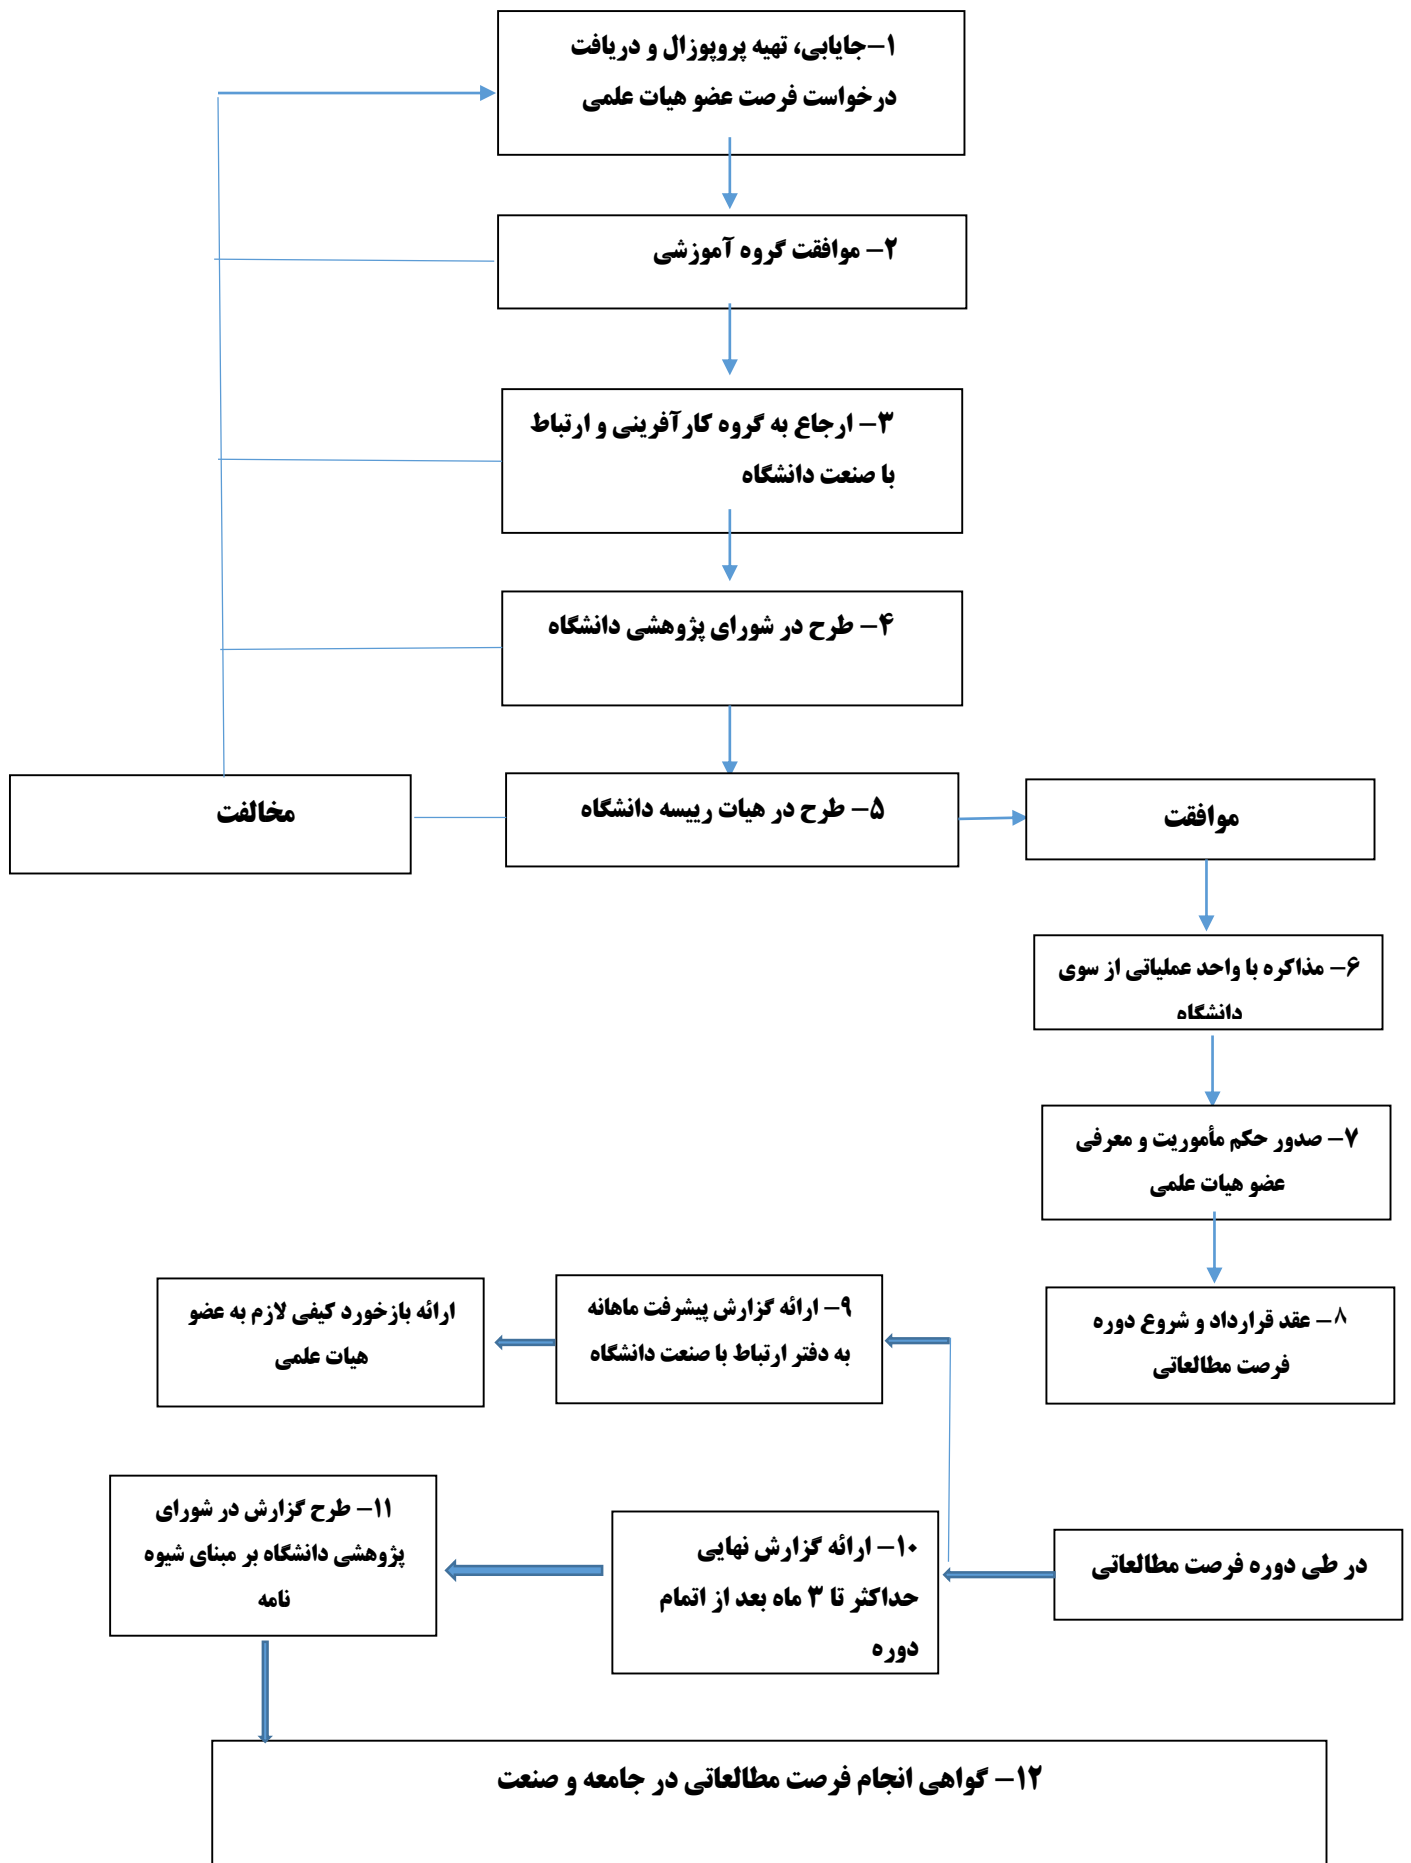 ۱-جایابی، تهیه پروپوزال و دریافت
درخواست فرصت عضو هیات علمی
۲- موافقت گروه آموزشی
۳- ارجاع به گروه کارآفرینی و ارتباط
با صنعت دانشگاه
۴- طرح در شورای پژوهشی دانشگاه
۵- طرح در هیات رییسه دانشگاه
موافقت
مخالفت
۶- مذاکره با واحد عملیاتی از سوی
دانشگاه
۷- صدور حکم مأموریت و معرفی
عضو هیات علمی
۸- عقد قرارداد و شروع دوره
فرصت مطالعاتی
۹- ارائه گزارش پیشرفت ماهانه
به دفتر ارتباط با صنعت دانشگاه
ارائه بازخورد کیفی لازم به عضو
هیات علمی
در طی دوره فرصت مطالعاتی
۱۰- ارائه گزارش نهایی
حداکثر تا ۳ ماه بعد از اتمام
دوره
۱۱- طرح گزارش در شورای
پژوهشی دانشگاه بر مبنای شیوه
نامه
۱۲- گواهی انجام فرصت مطالعاتی در جامعه و صنعت